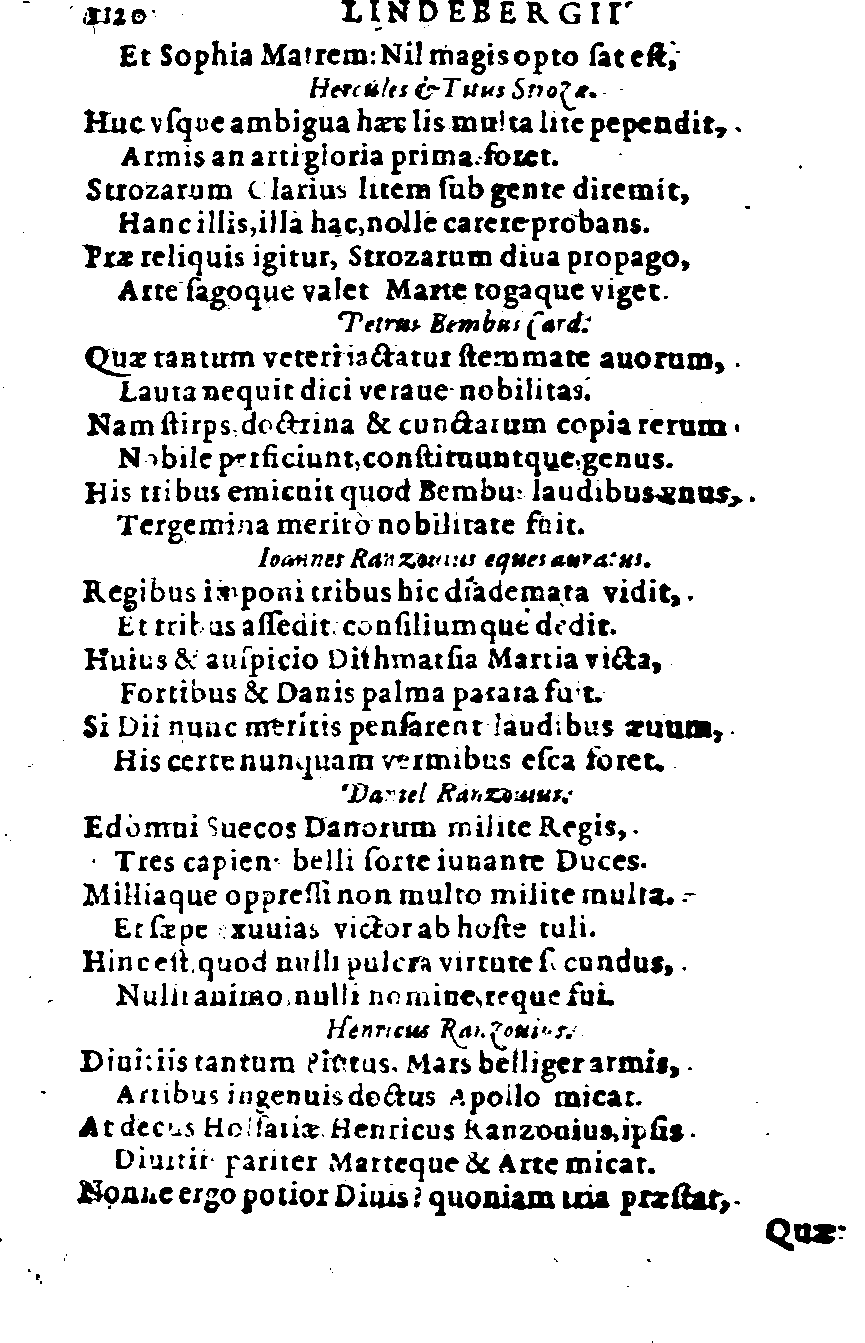 1120 LINDEBERGII
Et Sophia Matrem: Nil magis opto ſat eſt,
Hercules & Titus Strozæ.
Huc vſque ambigua hæc lis multa lite pependit,
Armis an arti gloria prima foret.
Strozarum Clarius litem ſub gente diremit,
Hanc illis, illâ hac, nolle carere probans.
Præ reliquis igitur, Strozarum diua propago,
Arte ſagoque valet Marte togaque viget.
Petrus Bembus Card:
Quæ tantum veteri iactatur ſtemmate auorum,
Lauta nequit dici veraue nobilitas.
Nam ſtirps, doctrina & cunctarum copia rerum
Nobile perficiunt, conſtituuntque, genus.
His tribus emicuit quod Bembus laudibus vnus,
Tergemina meritò nobilitate fuit.
Ioannes Ranzouius eques auratus.
Regibus imponi tribus hic diademata vidit,
Et tribus aſſedit, conſiliumque dedit.
Huius & auſpicio Dithmarſia Martia victa,
Fortibus & Danis palma parata fuit.
Si Dii nunc meritis penſarent laudibus æuum,
His certe nunquam vermibus eſca foret.
Daniel Ranzouius.
Edomui Suecos Danorum milite Regis,
Tres capiens belli ſorte iuuante Duces.
Milliaque oppreſſi non multo milite multa.
Et ſæpe exuuias victor ab hoſte tuli.
Hinc eſt, quod nulli pulcra virtute ſecundus,
Nulli animo, nulli nomine, reque fui.
Henricus Ranzouius.
Diuitiis tantum Plutus, Mars belliger armis,
Artibus ingenuis doctus Apollo micat.
At decus Holſatiæ Henricus Ranzouius, ipſis
Diuitiis pariter Marteque & Arte micat.
Nonne ergo potior Diuis? quoniam tria præſtat,
Quæ